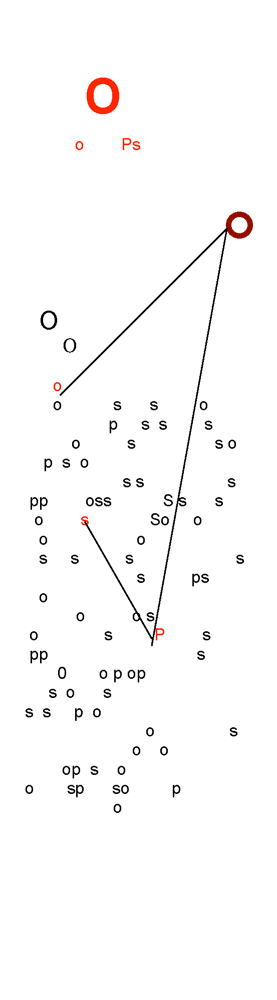 O
o Ps
O
O
O
o
o s s o
p s s s
o s s o
p s o
s s s
pp oss S s s
o s So o
o o
s s s s
s ps
o
o o s
o s P s
pp s
0 o p op
s o s
s s p o
o s
o o
op s o
o sp so p
o